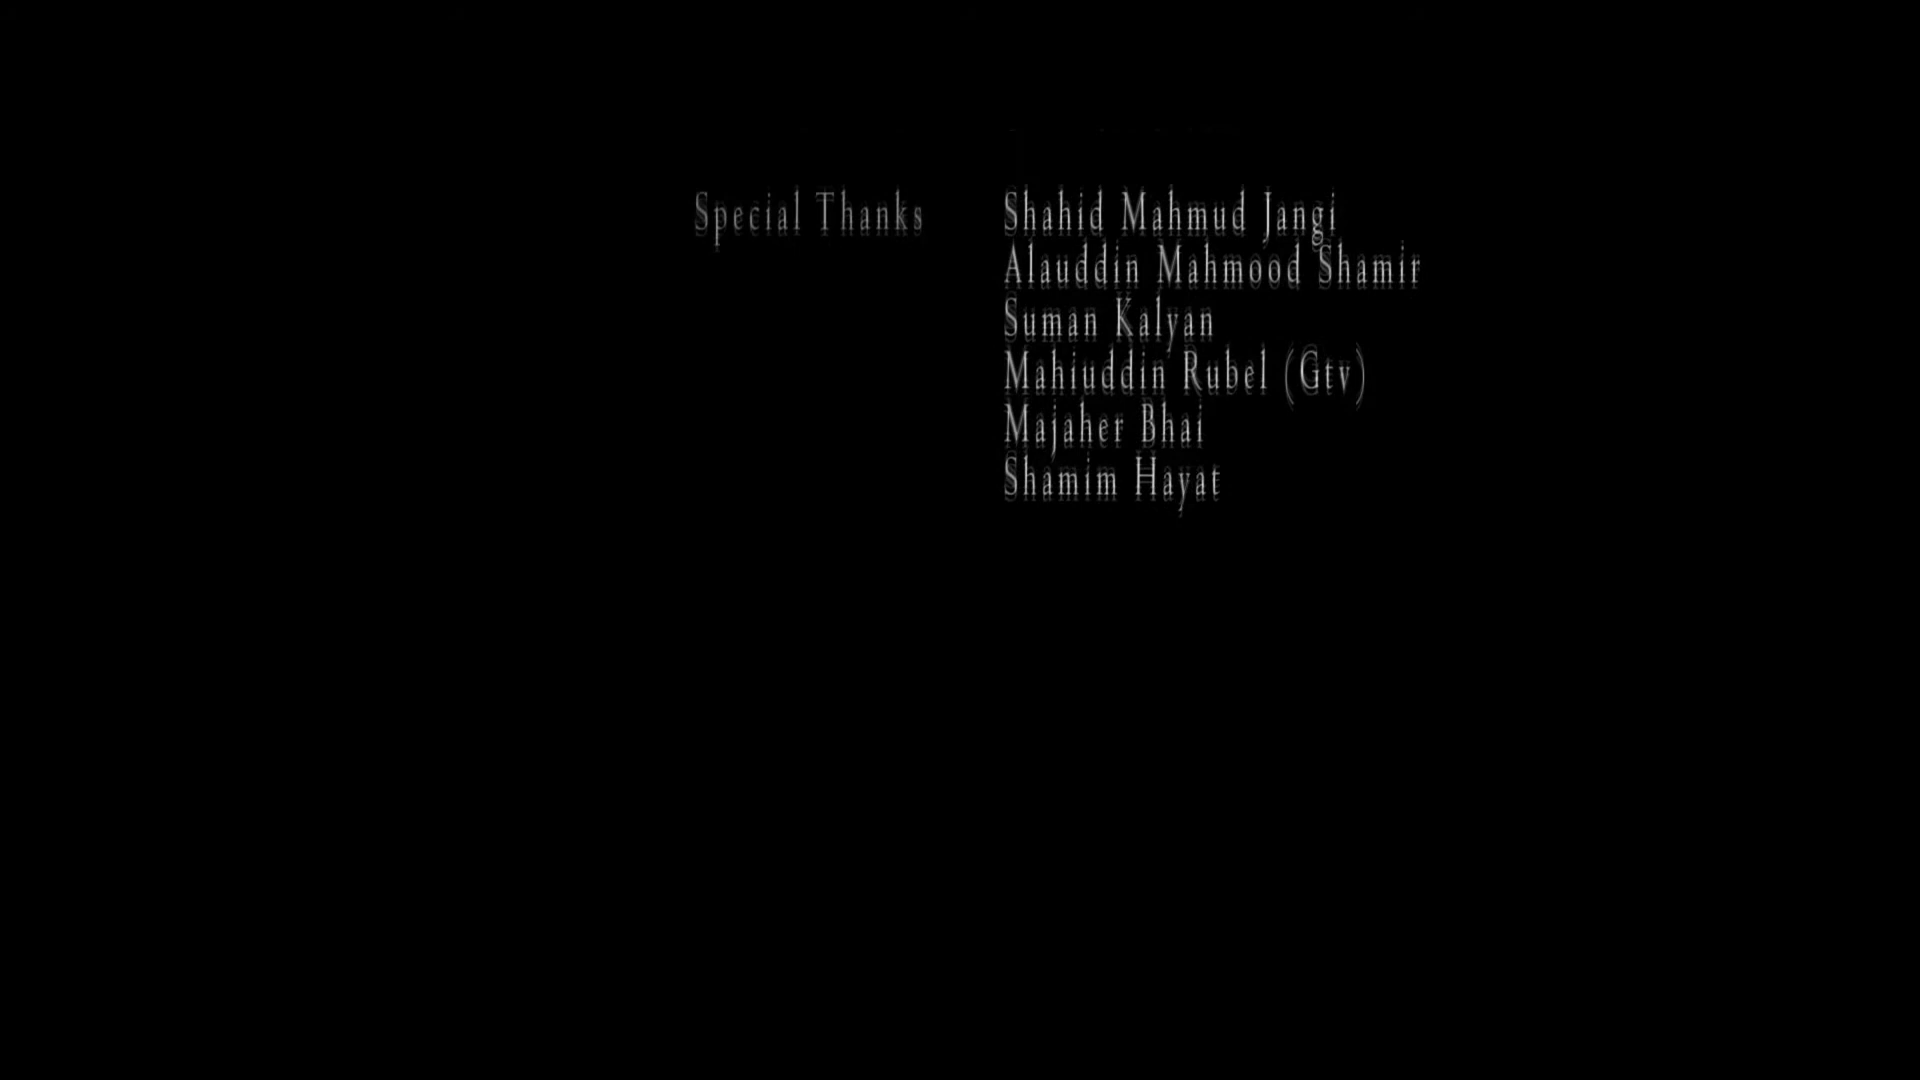 Special Thanks Shahid Mahmud Jangi
Alauddin Mahmood Shamir
Suman Kalyan
Mahiuddin Rubel (Gtv)
Majaher Bhai
Shamim Hayat